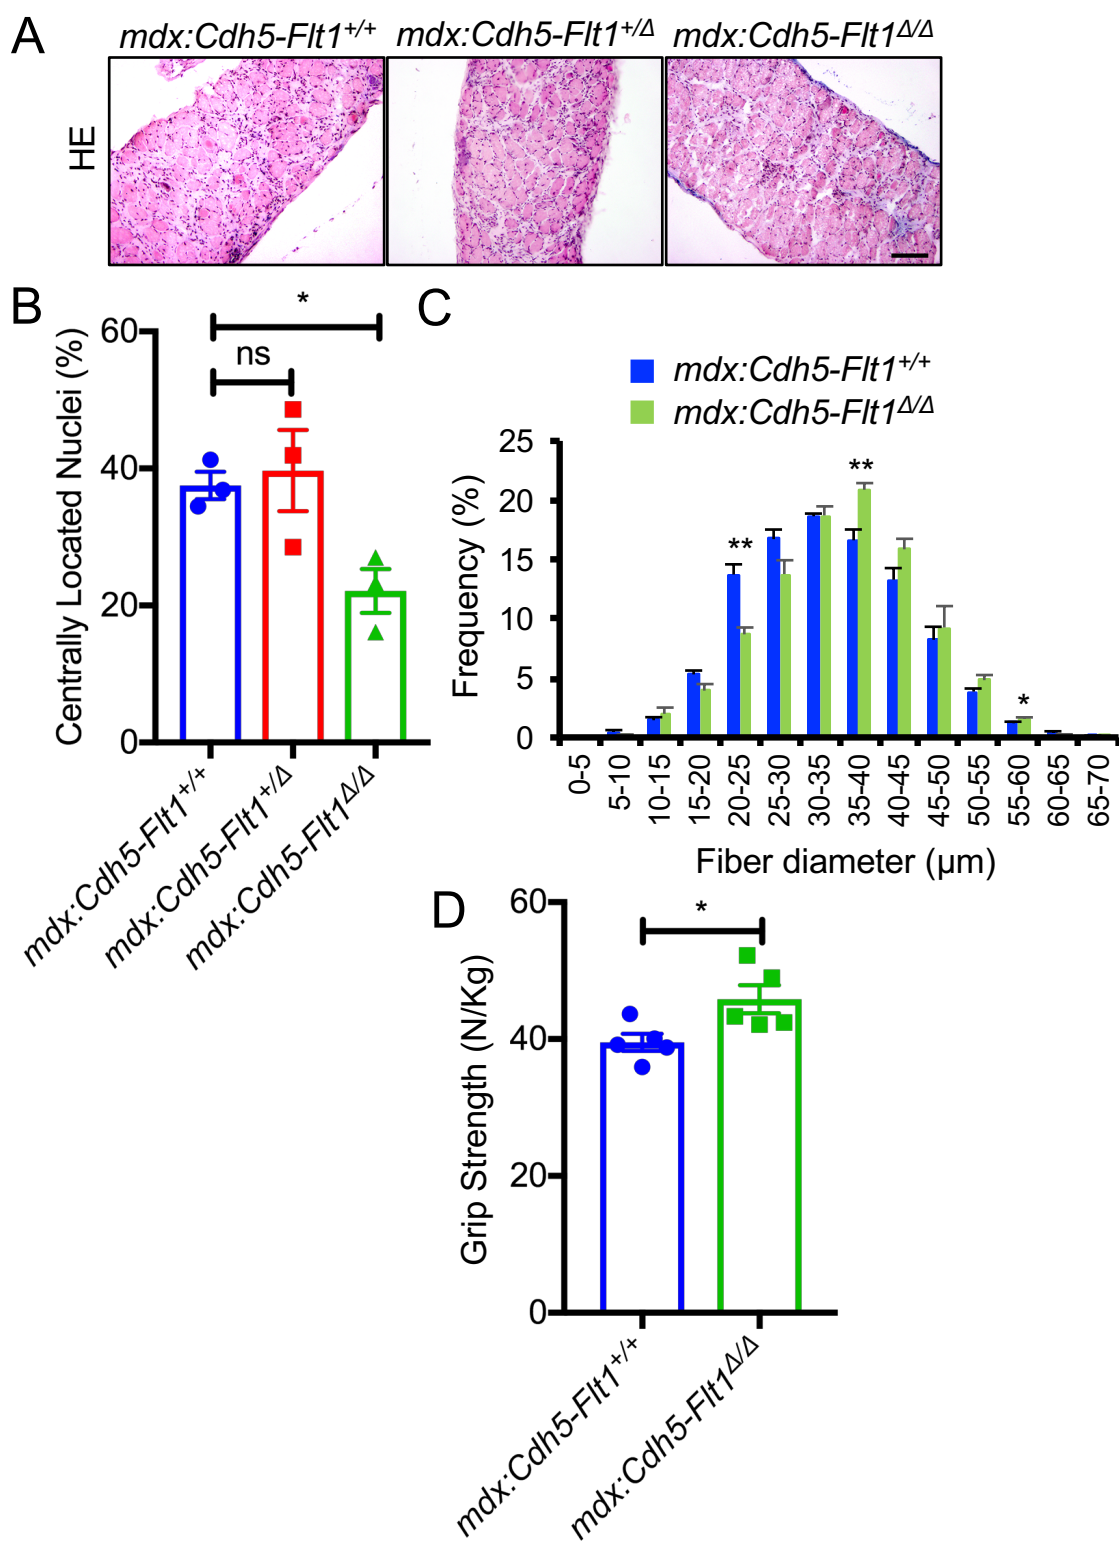 A
mdx:Cdh5-Flt1+/+ mdx:Cdh5-Flt1+/Δ mdx:Cdh5-Flt1Δ/Δ
HE
B
*
ns
Centrally Located Nuclei (%)
60
40
20
0
mdx:Cdh5-Flt1+/+
mdx:Cdh5-Flt1+/Δ
mdx:Cdh5-Flt1Δ/Δ
C
mdx:Cdh5-Flt1+/+
mdx:Cdh5-Flt1Δ/Δ
Frequency (%)
25
20
15
10
5
0
**
**
*
0-5
5-10
10-15
15-20
20-25
25-30
30-35
35-40
40-45
45-50
50-55
55-60
60-65
65-70
Fiber diameter (µm)
D
*
Grip Strength (N/Kg)
60
40
20
0
mdx:Cdh5-Flt1+/+
mdx:Cdh5-Flt1Δ/Δ